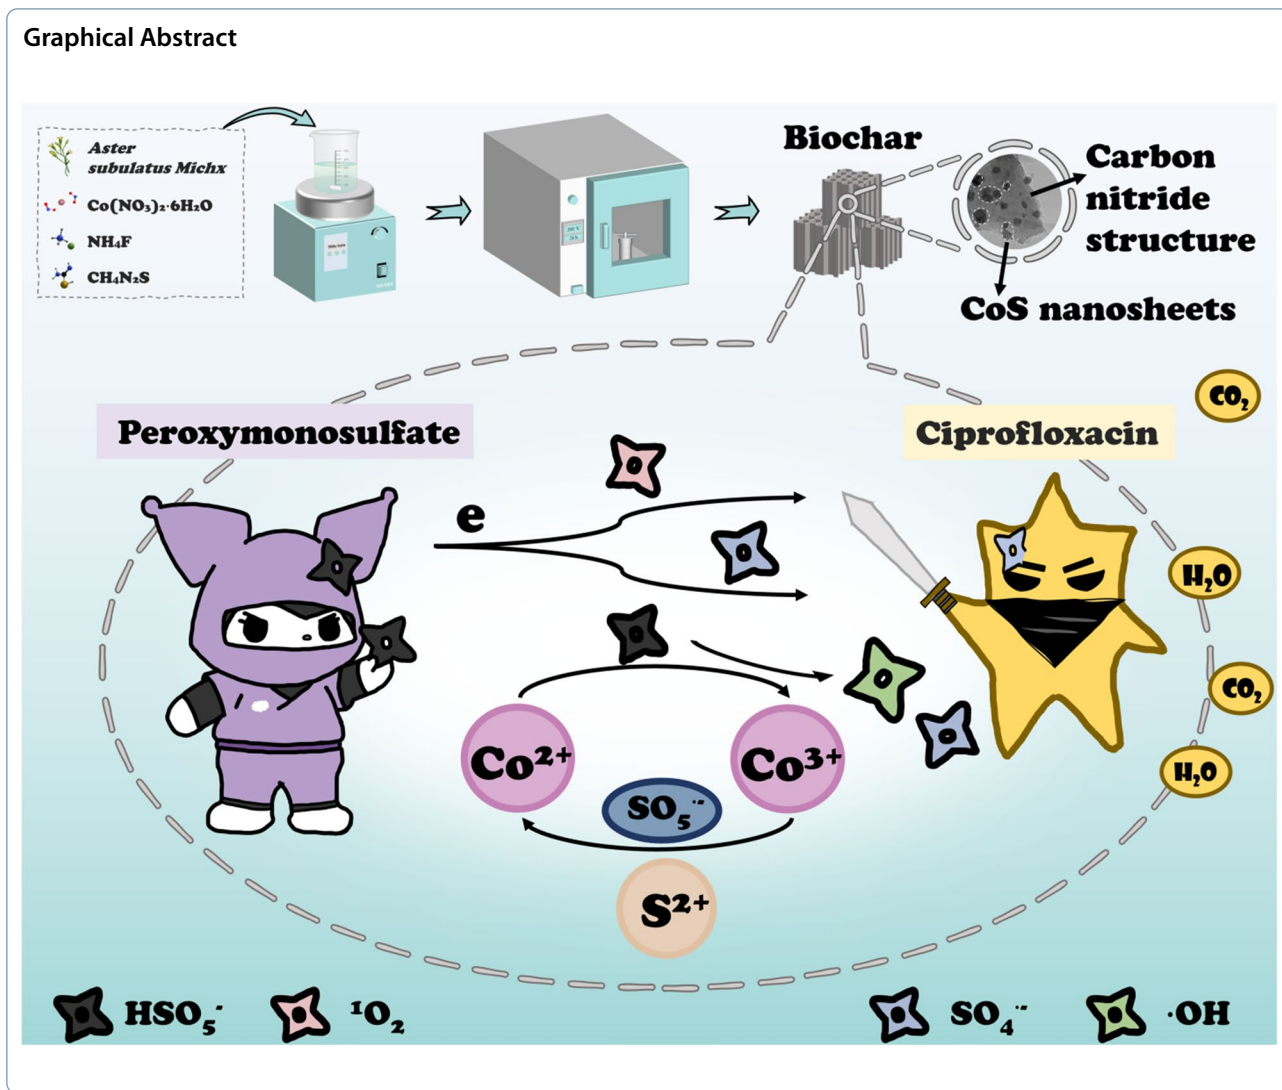 Graphical Abstract
Aster
subulatus Michx
Co(NO₃)₂·6H₂O
NH₄F
CH₄N₂S
Biochar
Carbon
nitride
structure
CoS nanosheets
CO₂
Peroxymonosulfate
Ciprofloxacin
e
H₂O
CO₂
Co²⁺
Co³⁺
H₂O
SO₅·⁻
S²⁺
HSO₅⁻
¹O₂
SO₄·⁻
·OH